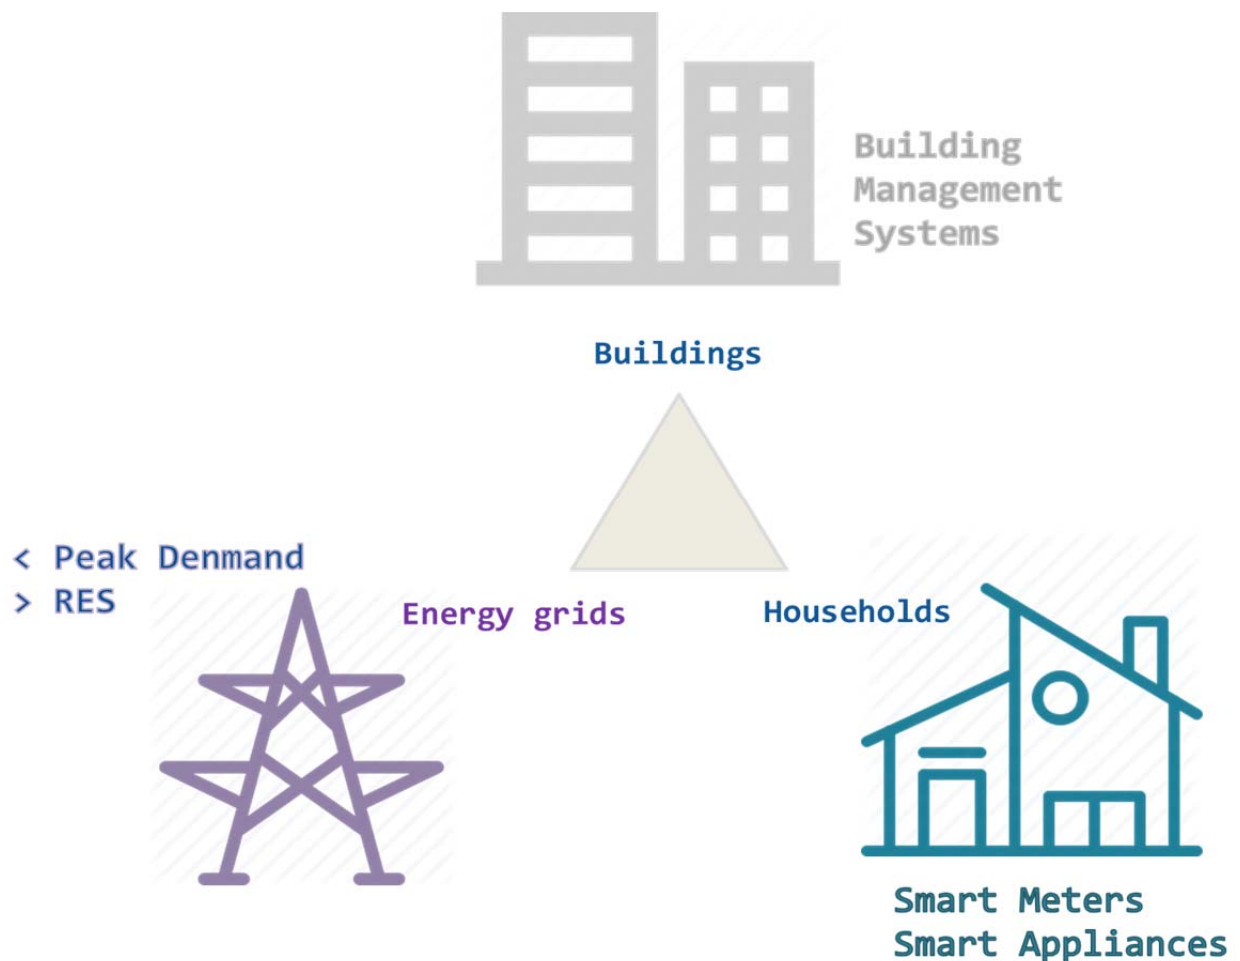 Building
Management
Systems
Buildings
< Peak Denmand
> RES
Energy grids
Households
Smart Meters
Smart Appliances